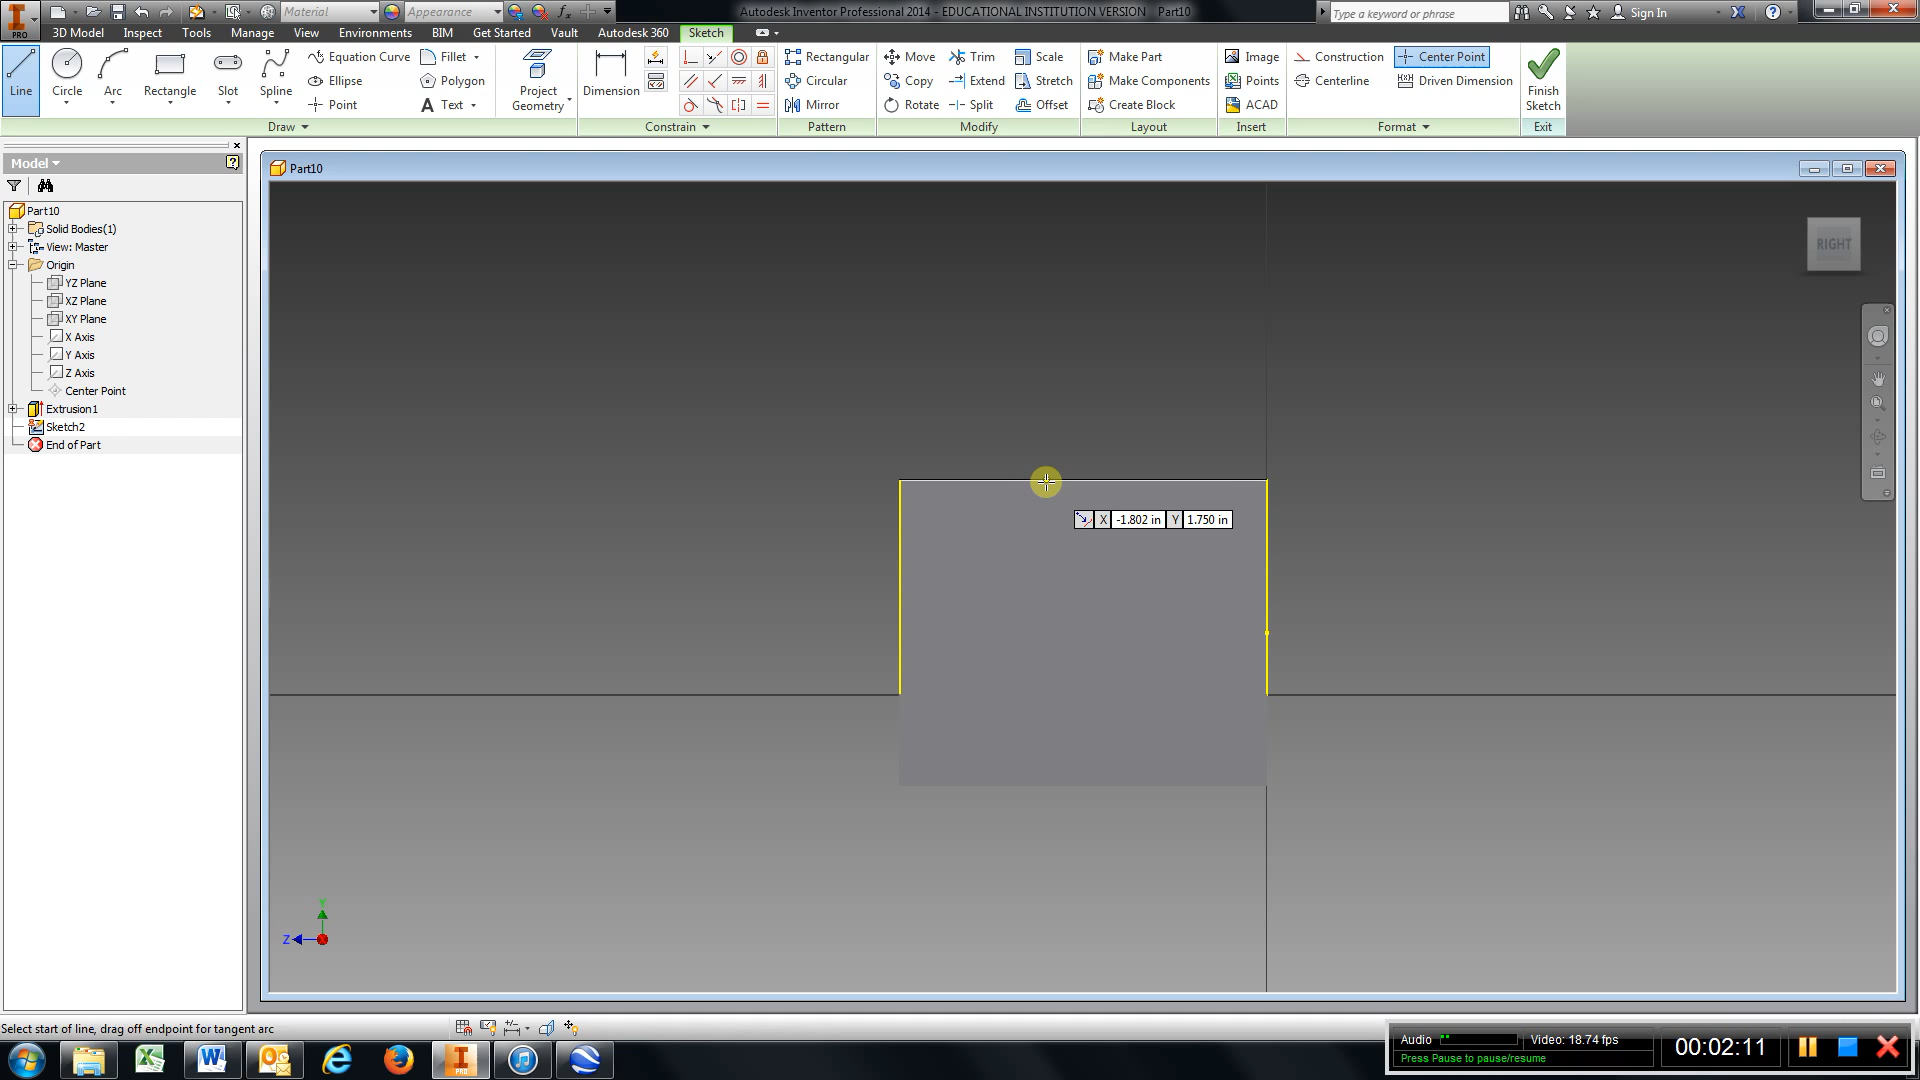 Material
Appearance
Autodesk Inventor Professional 2014 - EDUCATIONAL INSTITUTION VERSION Part10
Type a keyword or phrase
Sign In
PRO
3D Model Inspect Tools Manage View Environments BIM Get Started Vault Autodesk 360 Sketch
Line
Circle
Arc
Rectangle
Slot
Spline
Equation Curve
Ellipse
Point
Fillet
Polygon
A Text
Project
Geometry
Dimension
Rectangular
Circular
Mirror
Move
Copy
Rotate
Trim
Extend
Split
Scale
Stretch
Offset
Make Part
Make Components
Create Block
Image
Points
ACAD
Construction
Centerline
Center Point
Driven Dimension
Finish
Sketch
Draw
Constrain
Pattern
Modify
Layout
Insert
Format
Exit
Model
Part10
Solid Bodies(1)
View: Master
Origin
YZ Plane
XZ Plane
XY Plane
X Axis
Y Axis
Z Axis
Center Point
Extrusion1
Sketch2
End of Part
Part10
RIGHT
X -1.802 in Y 1.750 in
Y
Z
Select start of line, drag off endpoint for tangent arc
Audio
Video: 18.74 fps
Press Pause to pause/resume
00:02:11
PRO